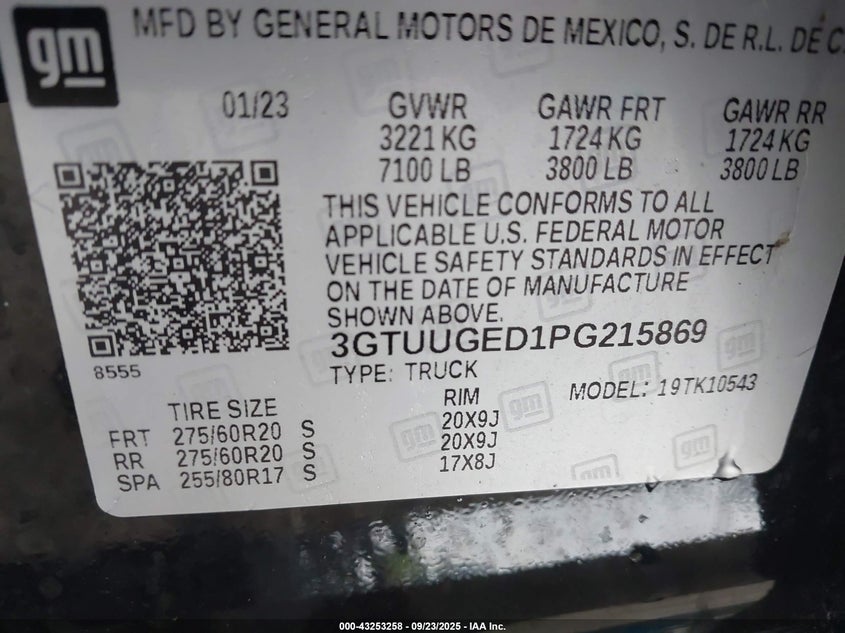 gm
MFD BY GENERAL MOTORS DE MEXICO, S. DE R.L. DE C.
01/23 GVWR GAWR FRT GAWR RR
3221 KG 1724 KG 1724 KG
7100 LB 3800 LB 3800 LB
THIS VEHICLE CONFORMS TO ALL
APPLICABLE U.S. FEDERAL MOTOR
VEHICLE SAFETY STANDARDS IN EFFECT
ON THE DATE OF MANUFACTURE
SHOWN ABOVE.
3GTUUGED1PG215869
8555
TYPE: TRUCK MODEL: 19TK10543
TIRE SIZE RIM
FRT 275/60R20 S 20X9J
RR 275/60R20 S 20X9J
SPA 255/80R17 S 17X8J
000-43253258 - 09/23/2025 - IAA Inc.